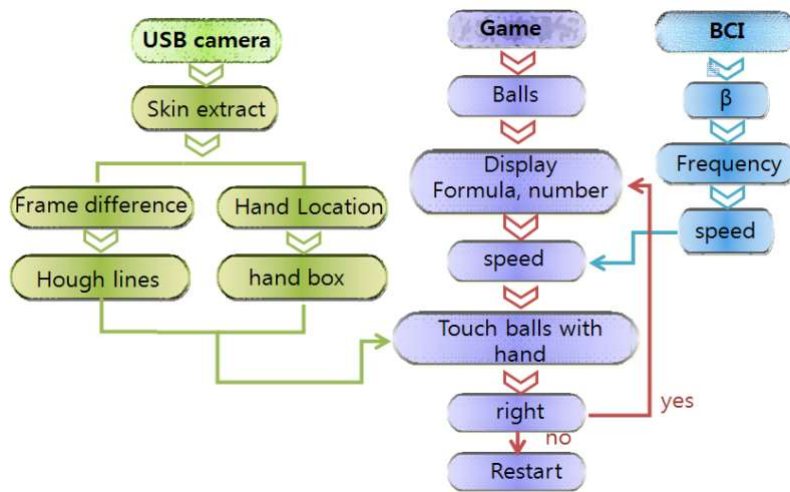 USB camera
Skin extract
Frame difference
Hand Location
Hough lines
hand box
Game
Balls
Display
Formula, number
speed
Touch balls with
hand
right
yes
no
Restart
BCI
β
Frequency
speed